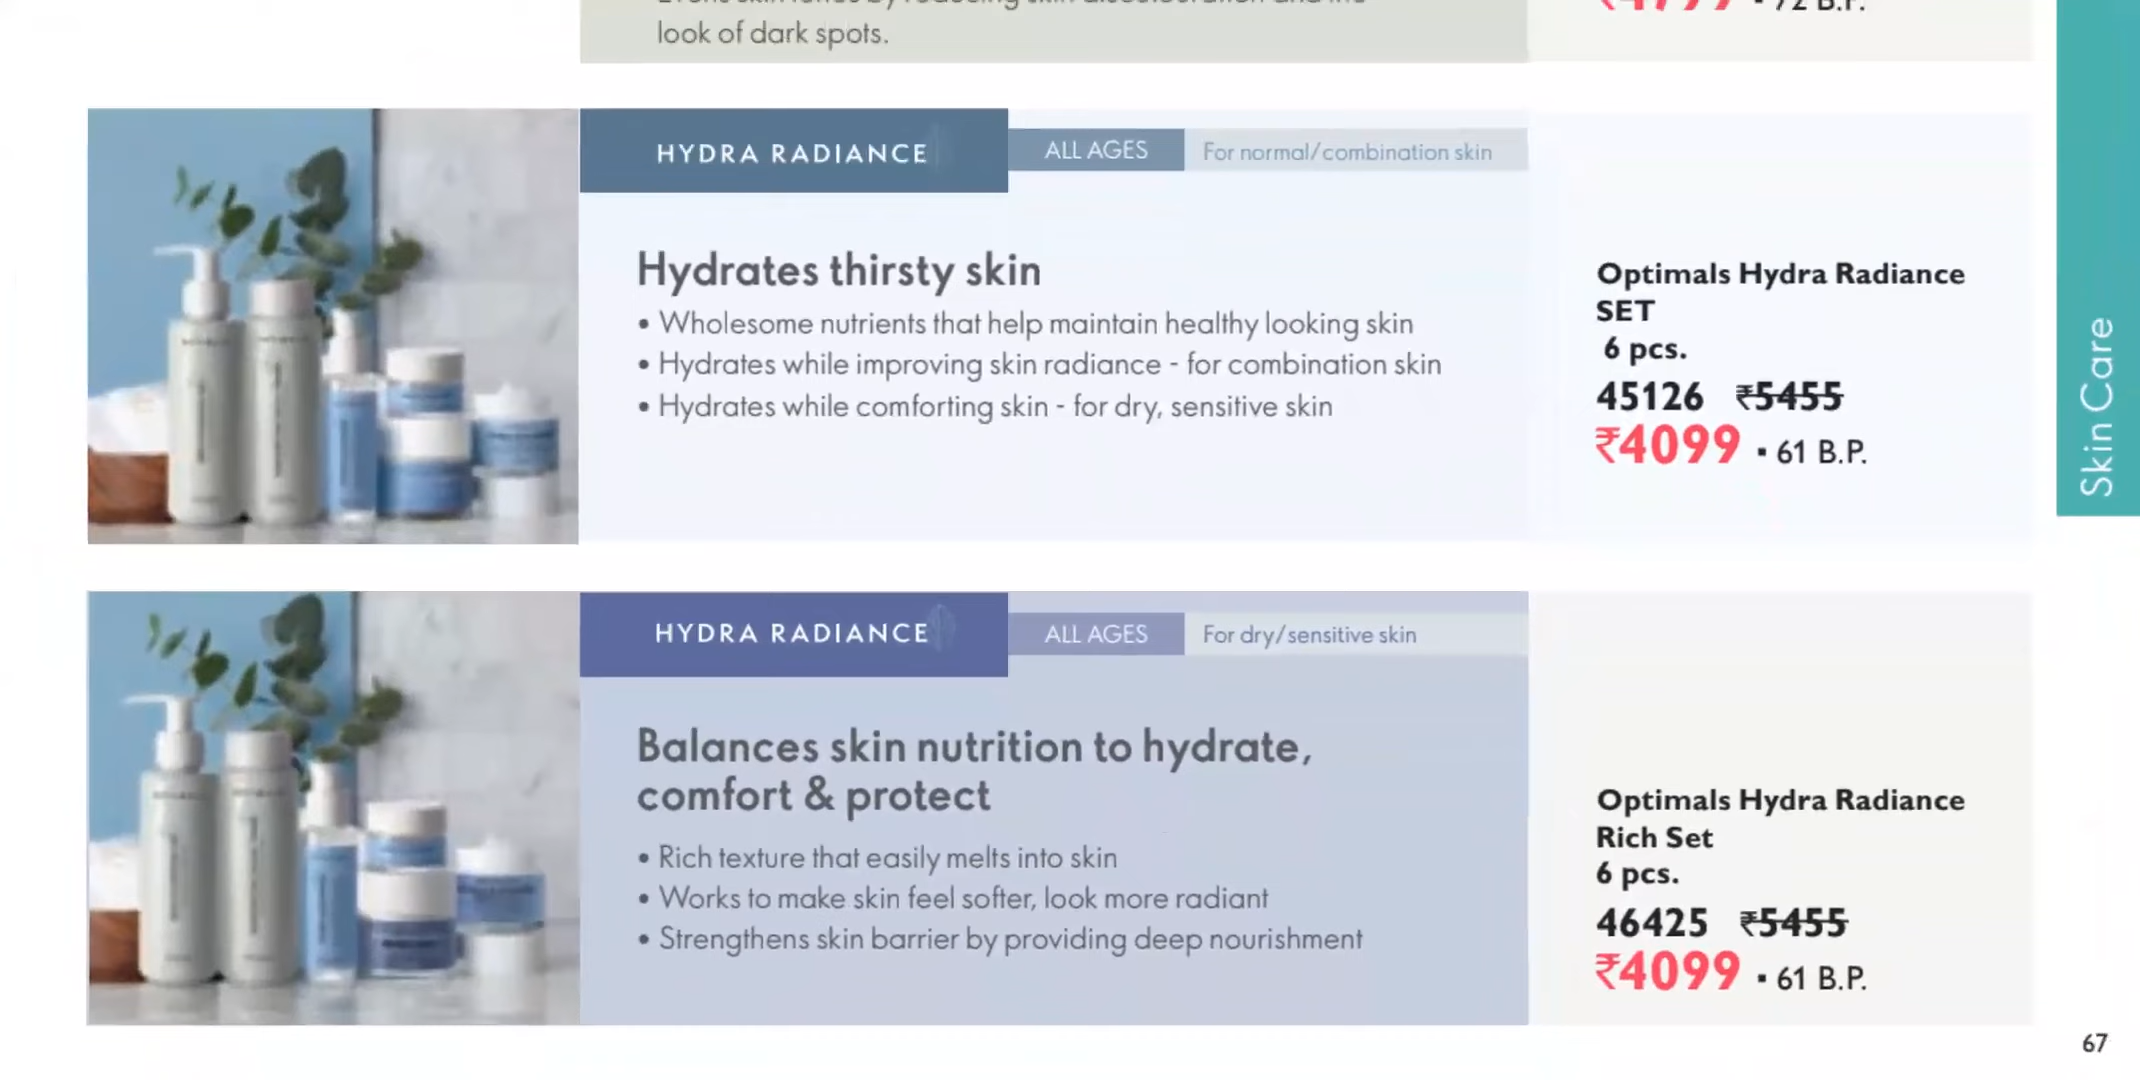 look of dark spots.
HYDRA RADIANCE
ALL AGES
For normal/combination skin
Hydrates thirsty skin
• Wholesome nutrients that help maintain healthy looking skin
• Hydrates while improving skin radiance - for combination skin
• Hydrates while comforting skin - for dry, sensitive skin
Optimals Hydra Radiance
SET
6 pcs.
45126 ₹5455
₹4099 ▪ 61 B.P.
Skin Care
HYDRA RADIANCE
ALL AGES
For dry/sensitive skin
Balances skin nutrition to hydrate,
comfort & protect
• Rich texture that easily melts into skin
• Works to make skin feel softer, look more radiant
• Strengthens skin barrier by providing deep nourishment
Optimals Hydra Radiance
Rich Set
6 pcs.
46425 ₹5455
₹4099 ▪ 61 B.P.
67